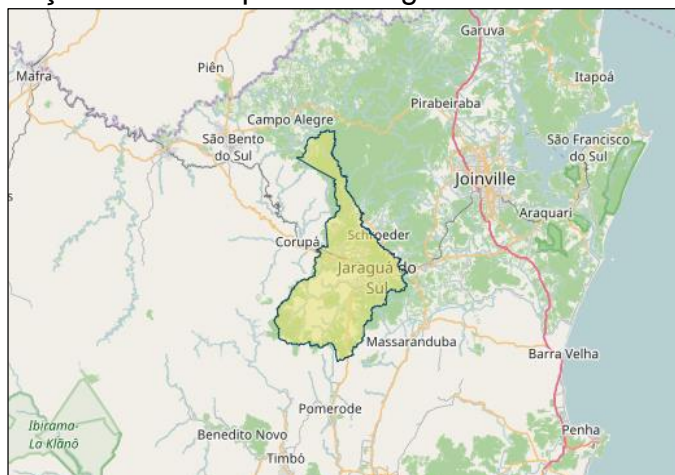 Garuva
Mafra
Piên
Itapoá
Pirabeiraba
Campo Alegre
São Bento
do Sul
São Francisco
do Sul
Joinville
Araquari
Schroeder
Corupá
Jaraguá do
Sul
Massaranduba
Barra Velha
Pomerode
Ibirama-
La Klãnõ
Benedito Novo
Penha
Timbó